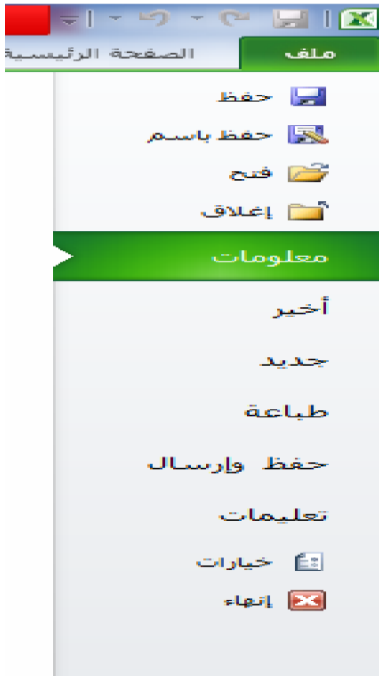 ملف الصفحة الرئيسية
حفظ
حفظ باسم
فتح
إغلاق
معلومات
أخير
جديد
طباعة
حفظ وإرسال
تعليمات
خيارات
إنهاء